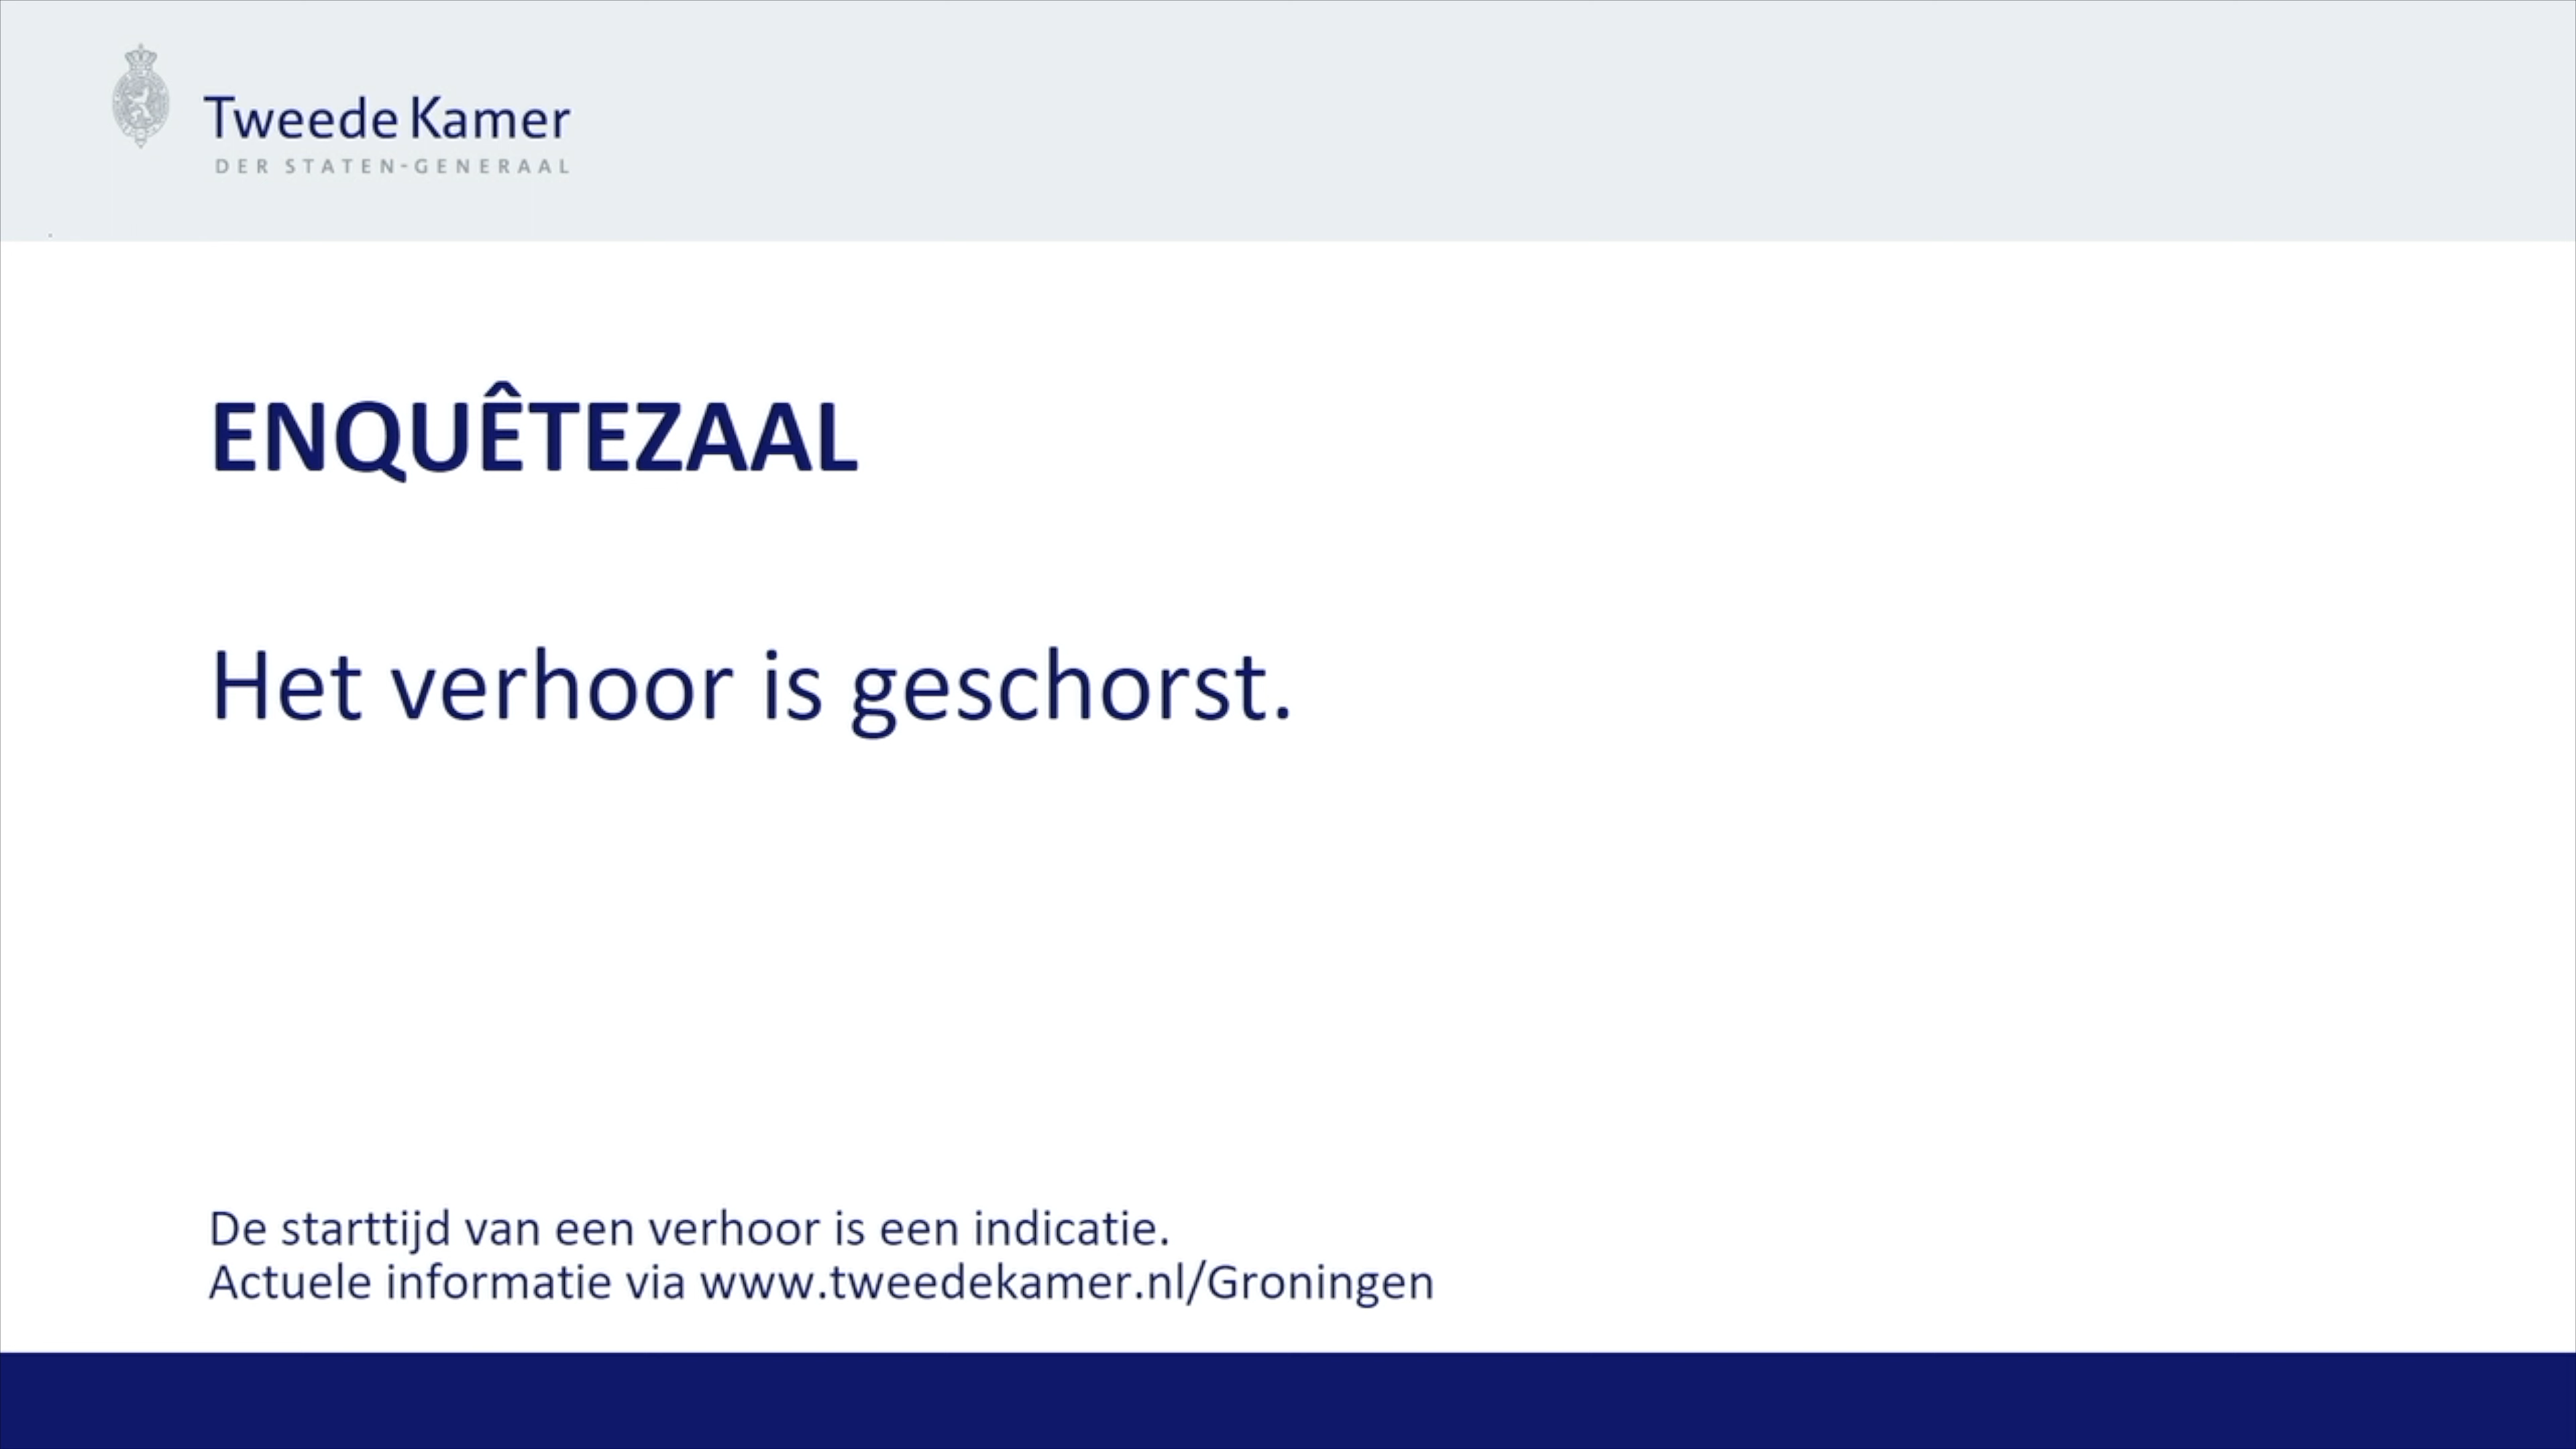 Tweede Kamer
DER STATEN-GENERAAL
ENQUÊTEZAAL
Het verhoor is geschorst.
De starttijd van een verhoor is een indicatie.
Actuele informatie via www.tweedekamer.nl/Groningen